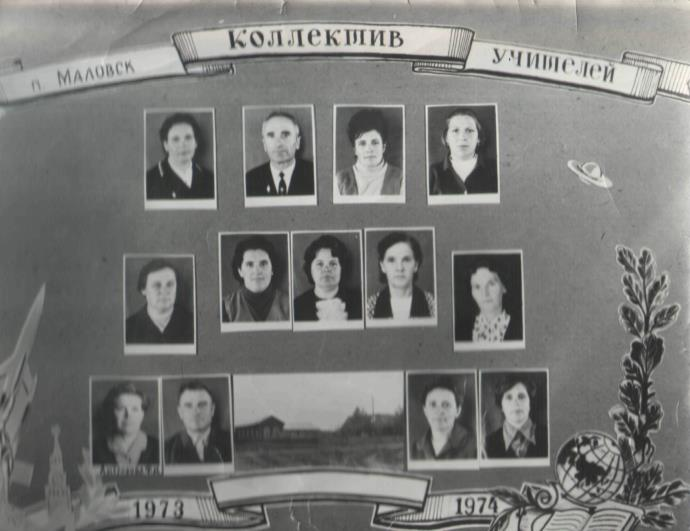 п. Маловск
Коллектив
учителей
1973
1974